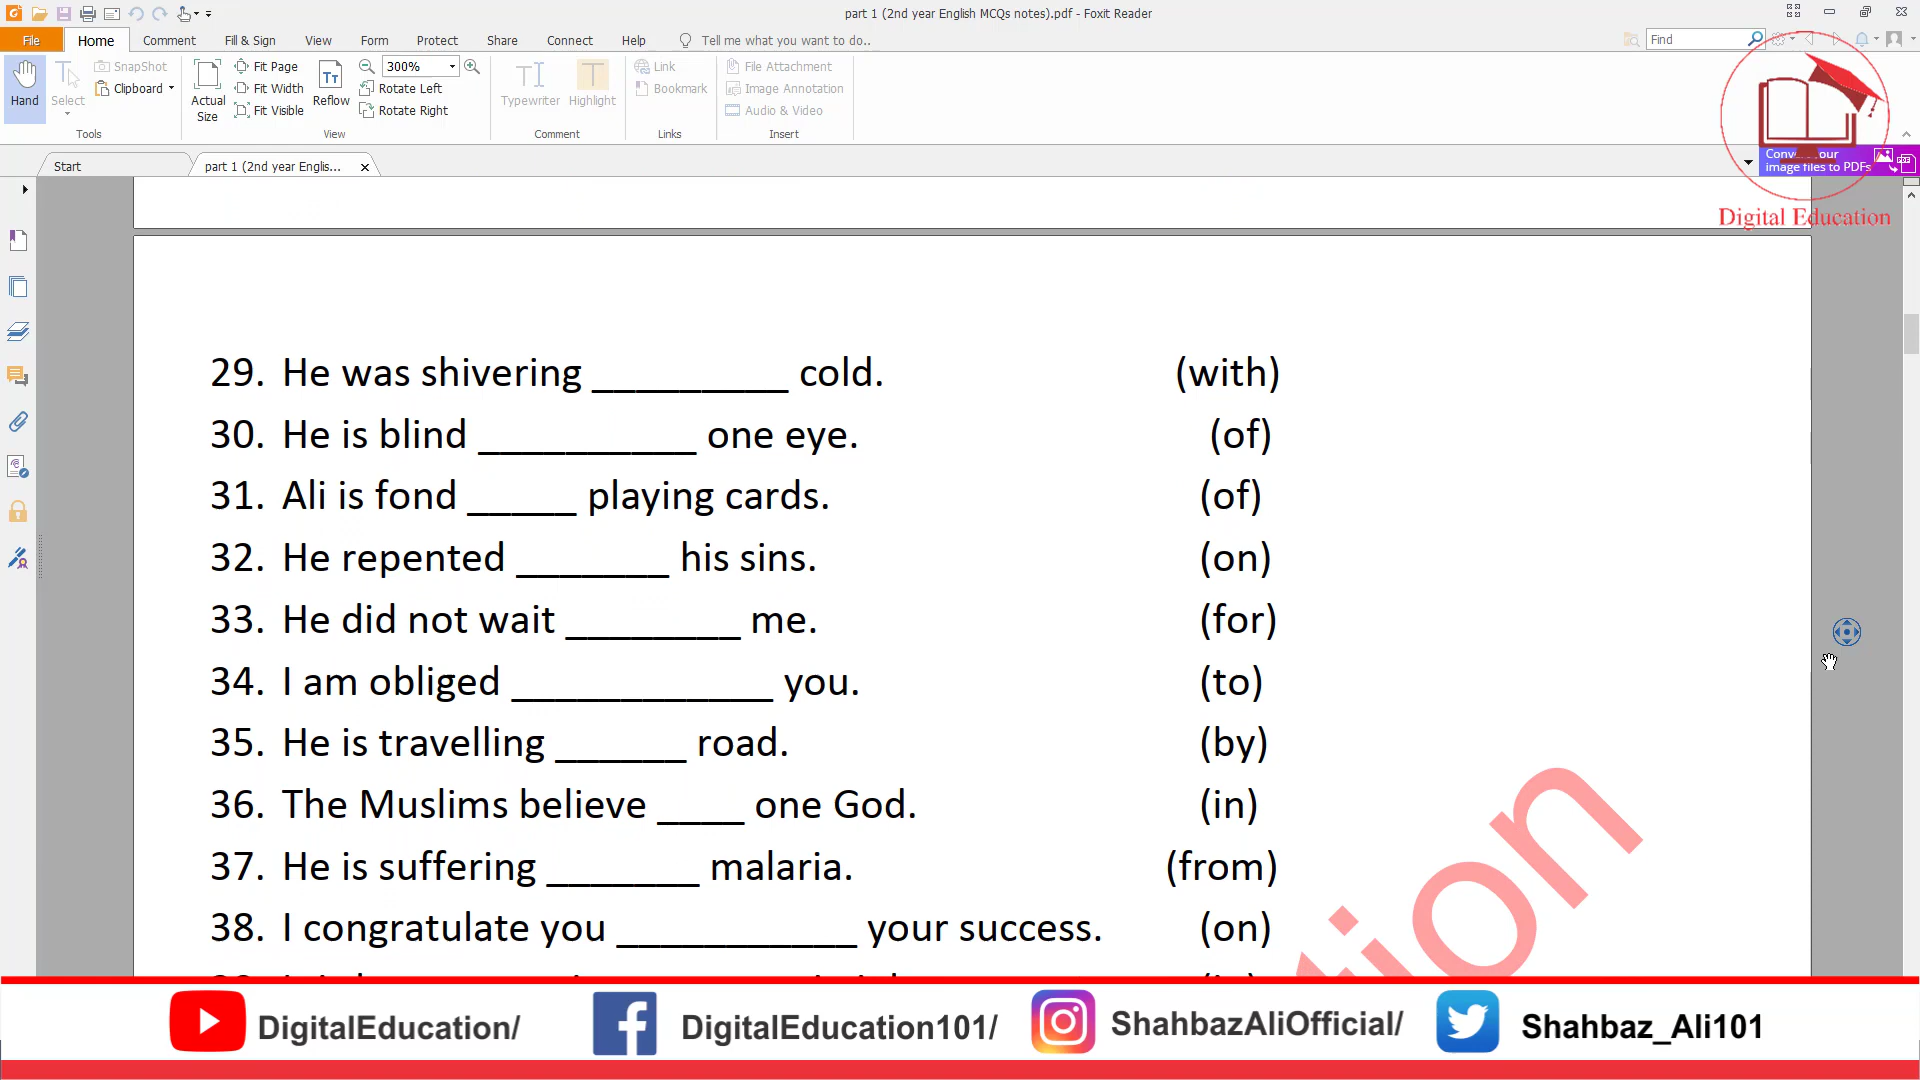 part 1 (2nd year English MCQs notes).pdf - Foxit Reader
File Home Comment Fill & Sign View Form Protect Share Connect Help Tell me what you want to do.. Find
Hand Select SnapShot Clipboard Actual Size Fit Page Fit Width Fit Visible Reflow 300% Rotate Left Rotate Right Typewriter Highlight Link Bookmark File Attachment Image Annotation Audio & Video
Tools View Comment Links Insert
Start part 1 (2nd year Englis...
image files to PDFs
Digital Education
29. He was shivering _________ cold. (with)
30. He is blind __________ one eye. (of)
31. Ali is fond _____ playing cards. (of)
32. He repented _______ his sins. (on)
33. He did not wait ________ me. (for)
34. I am obliged ____________ you. (to)
35. He is travelling ______ road. (by)
36. The Muslims believe ____ one God. (in)
37. He is suffering _______ malaria. (from)
38. I congratulate you ___________ your success. (on)
tion
DigitalEducation/ DigitalEducation101/ ShahbazAliOfficial/ Shahbaz_Ali101